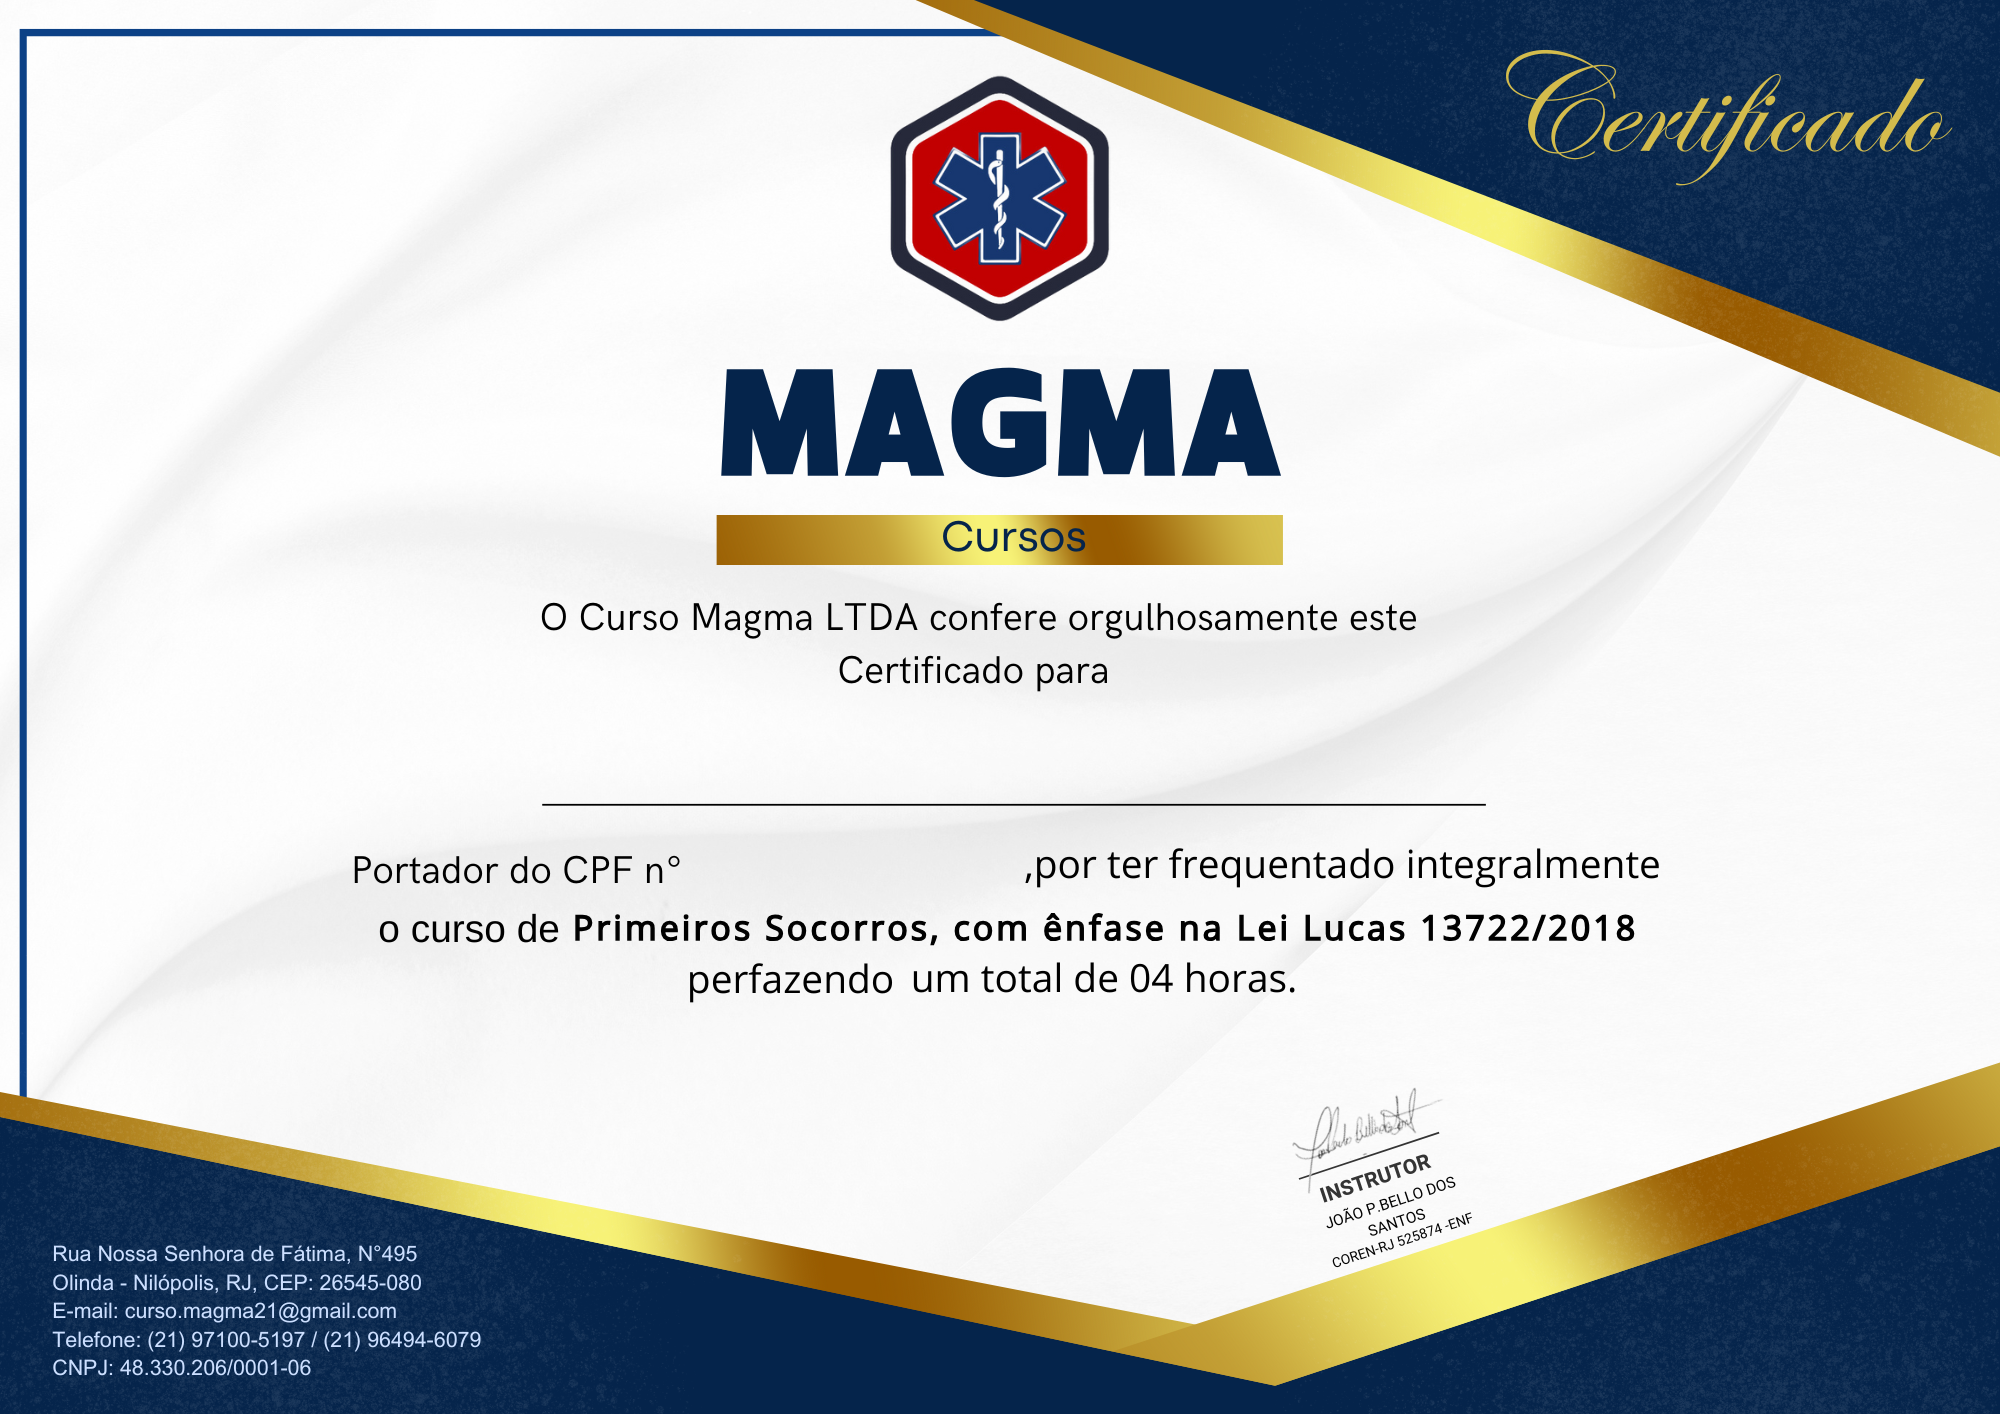 Certificado
MAGMA
Cursos
O Curso Magma LTDA confere orgulhosamente este
Certificado para
Portador do CPF n° ,por ter frequentado integralmente
o curso de Primeiros Socorros, com ênfase na Lei Lucas 13722/2018
perfazendo um total de 04 horas.
INSTRUTOR
JOÃO P.BELLO DOS
SANTOS
COREN-RJ 525874 -ENF
Rua Nossa Senhora de Fátima, N°495
Olinda - Nilópolis, RJ, CEP: 26545-080
E-mail: curso.magma21@gmail.com
Telefone: (21) 97100-5197 / (21) 96494-6079
CNPJ: 48.330.206/0001-06